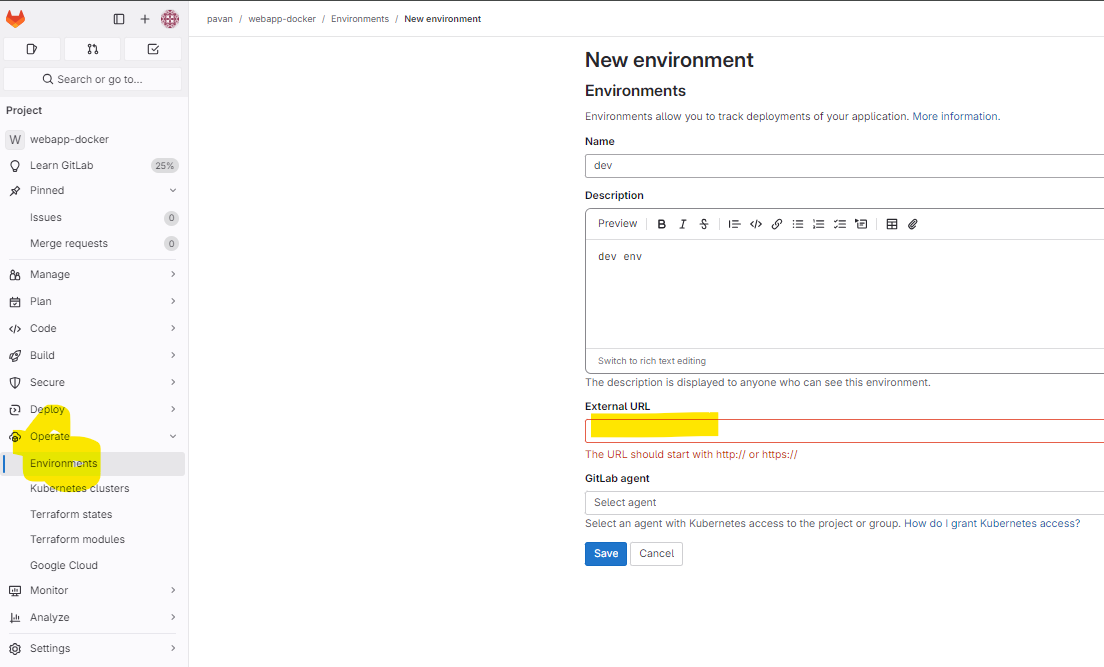 pavan / webapp-docker / Environments / New environment
Search or go to...
Project
W webapp-docker
Learn GitLab 25%
Pinned
Issues 0
Merge requests 0
Manage
Plan
Code
Build
Secure
Deploy
Operate
Environments
Kubernetes clusters
Terraform states
Terraform modules
Google Cloud
Monitor
Analyze
Settings
New environment
Environments
Environments allow you to track deployments of your application. More information.
Name
dev
Description
Preview B I S
dev env
Switch to rich text editing
The description is displayed to anyone who can see this environment.
External URL
The URL should start with http:// or https://
GitLab agent
Select agent
Select an agent with Kubernetes access to the project or group. How do I grant Kubernetes access?
Save Cancel